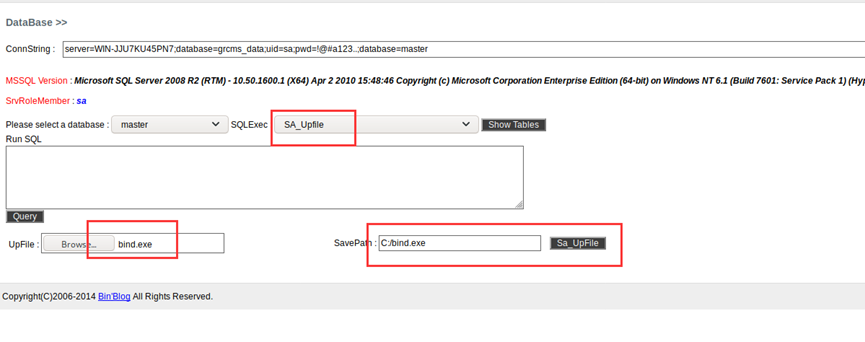 DataBase >>
ConnString : server=WIN-JJU7KU45PN7;database=grcms_data;uid=sa;pwd=!@#a123..;database=master
MSSQL Version : Microsoft SQL Server 2008 R2 (RTM) - 10.50.1600.1 (X64) Apr 2 2010 15:48:46 Copyright (c) Microsoft Corporation Enterprise Edition (64-bit) on Windows NT 6.1 (Build 7601: Service Pack 1) (Hyp
SrvRoleMember : sa
Please select a database : master SQLExec : SA_Upfile Show Tables
Run SQL
Query
UpFile : Browse... bind.exe SavePath : C:/bind.exe Sa_UpFile
Copyright(C)2006-2014 Bin'Blog All Rights Reserved.